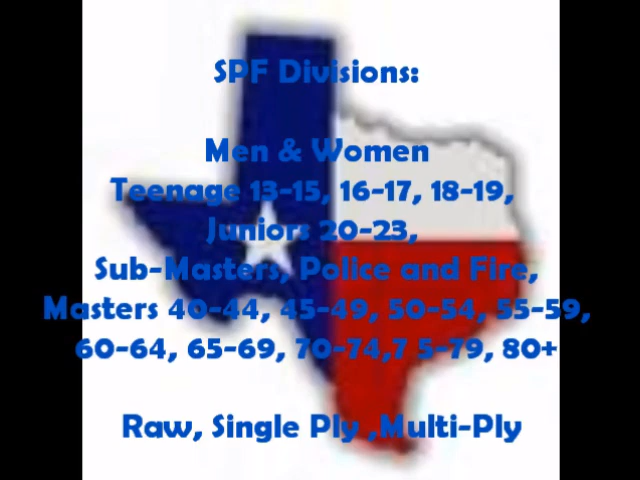 SPF Divisions:
Men & Women
Teenage 13-15, 16-17, 18-19,
Juniors 20-23,
Sub-Masters, Police and Fire,
Masters 40-44, 45-49, 50-54, 55-59,
60-64, 65-69, 70-74,7 5-79, 80+
Raw, Single Ply ,Multi-Ply